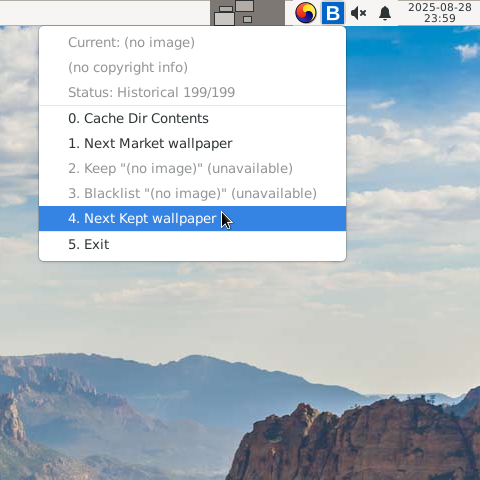 B
2025-08-28
23:59
Current: (no image)
(no copyright info)
Status: Historical 199/199
0. Cache Dir Contents
1. Next Market wallpaper
2. Keep "(no image)" (unavailable)
3. Blacklist "(no image)" (unavailable)
4. Next Kept wallpaper
5. Exit